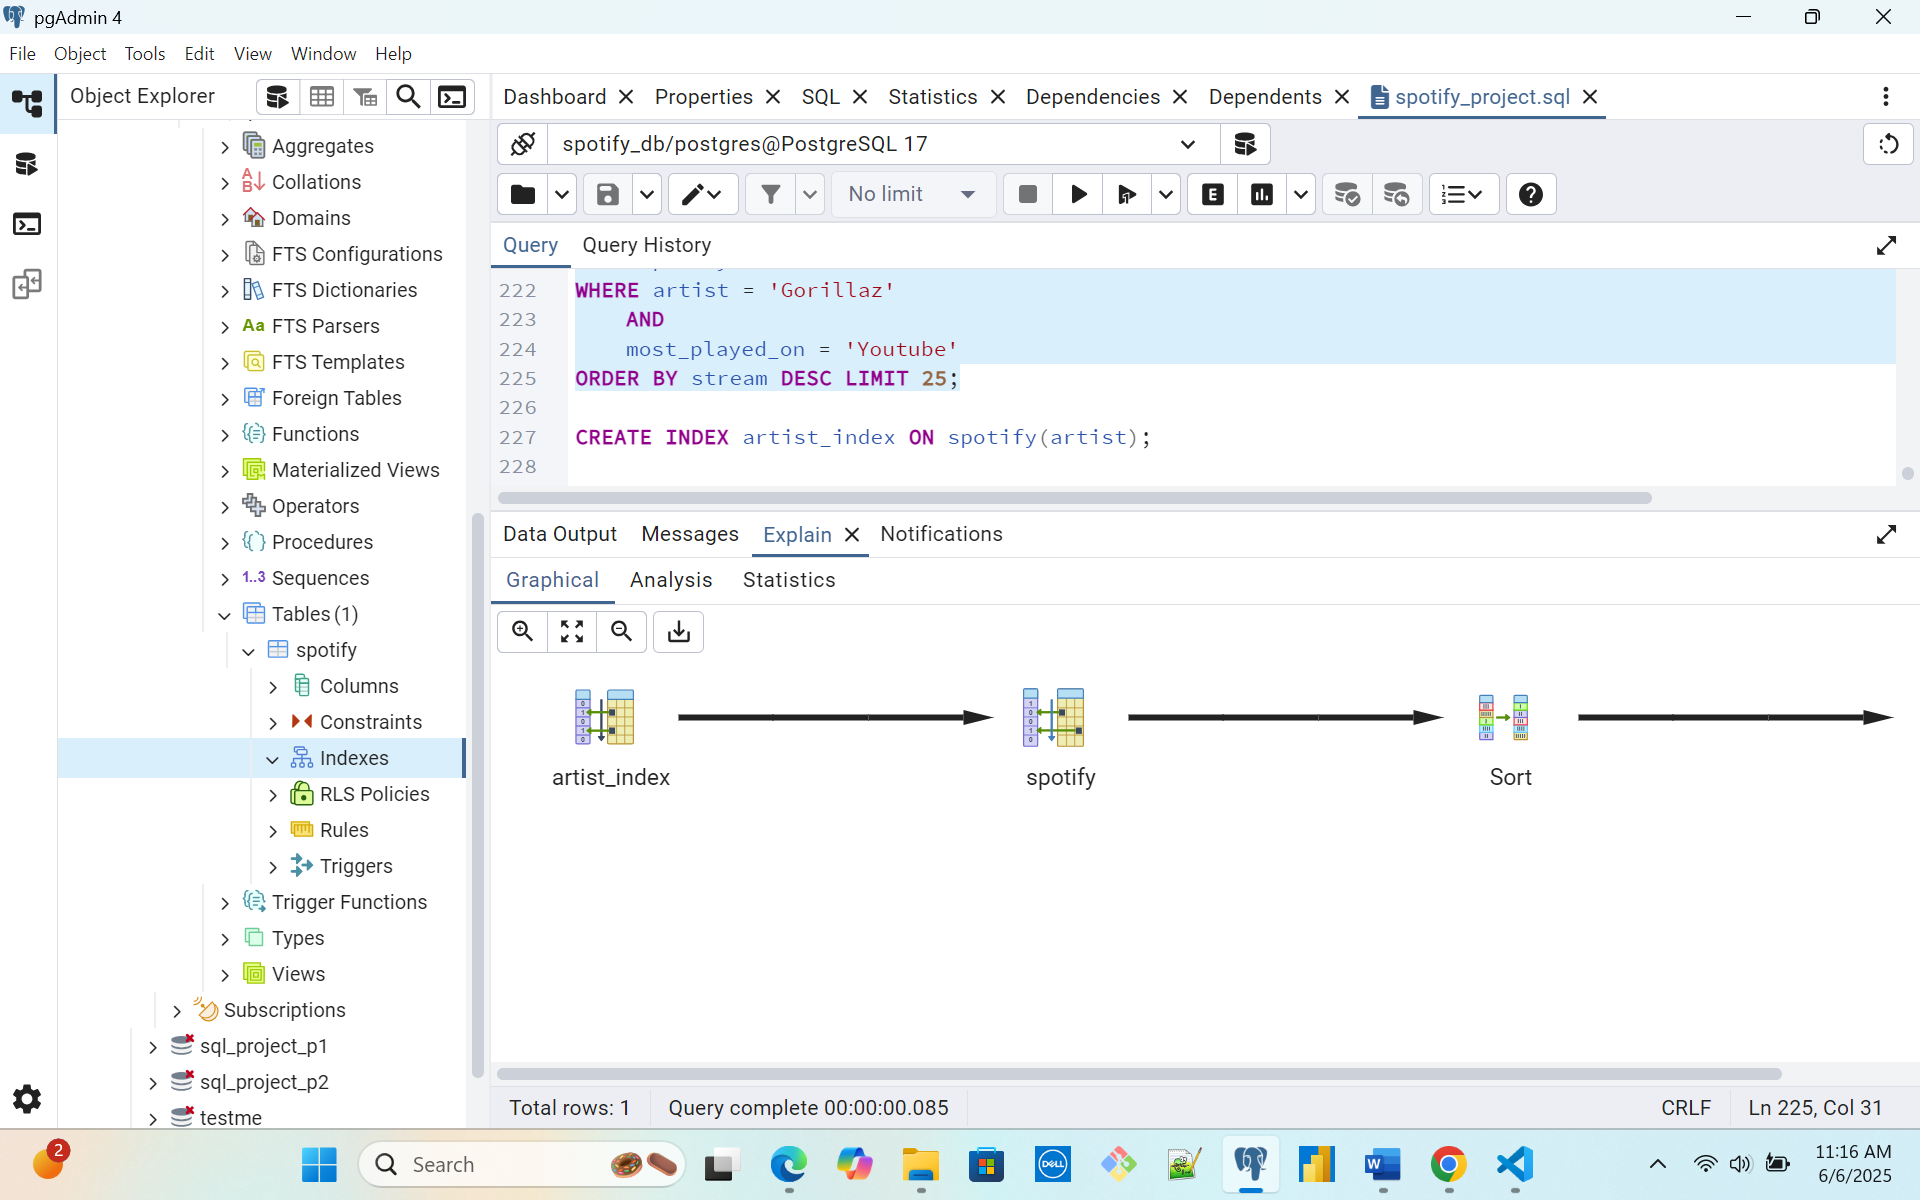 pgAdmin 4
File Object Tools Edit View Window Help
Object Explorer
Dashboard Properties SQL Statistics Dependencies Dependents spotify_project.sql
spotify_db/postgres@PostgreSQL 17
No limit
Query Query History
222 WHERE artist = 'Gorillaz'
223 AND
224 most_played_on = 'Youtube'
225 ORDER BY stream DESC LIMIT 25;
226
227 CREATE INDEX artist_index ON spotify(artist);
228
Data Output Messages Explain Notifications
Graphical Analysis Statistics
artist_index spotify Sort
Total rows: 1 Query complete 00:00:00.085 CRLF Ln 225, Col 31
Aggregates
Collations
Domains
FTS Configurations
FTS Dictionaries
Aa FTS Parsers
FTS Templates
Foreign Tables
Functions
Materialized Views
Operators
Procedures
1..3 Sequences
Tables (1)
spotify
Columns
Constraints
Indexes
RLS Policies
Rules
Triggers
Trigger Functions
Types
Views
Subscriptions
sql_project_p1
sql_project_p2
testme
2
Search
DELL
11:16 AM
6/6/2025